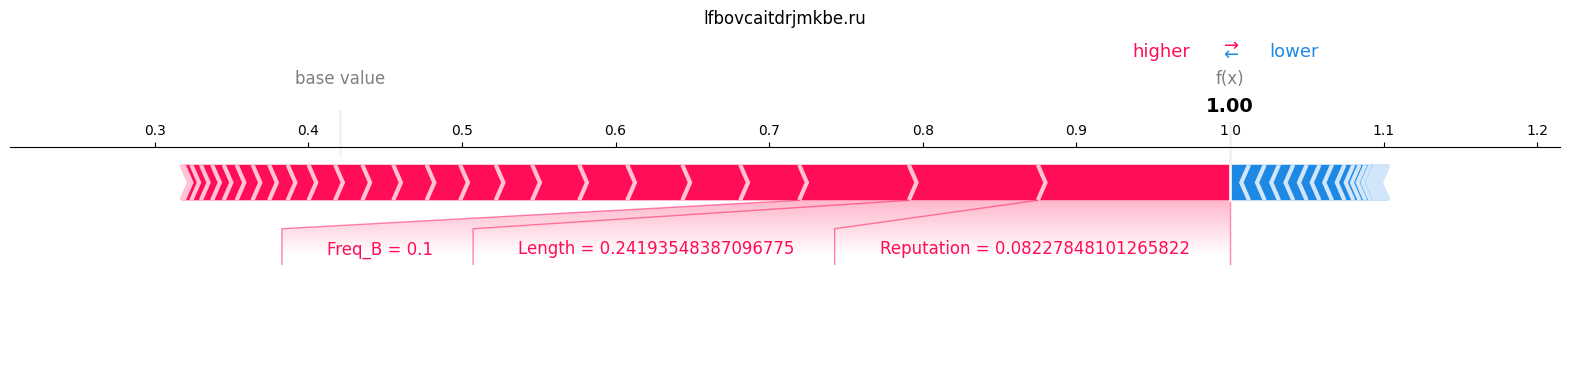 lfbovcaitdrjmkbe.ru
higher → ← lower
base value f(x)
1.00
0.3 0.4 0.5 0.6 0.7 0.8 0.9 1.0 1.1 1.2
Freq_B = 0.1 Length = 0.24193548387096775 Reputation = 0.08227848101265822